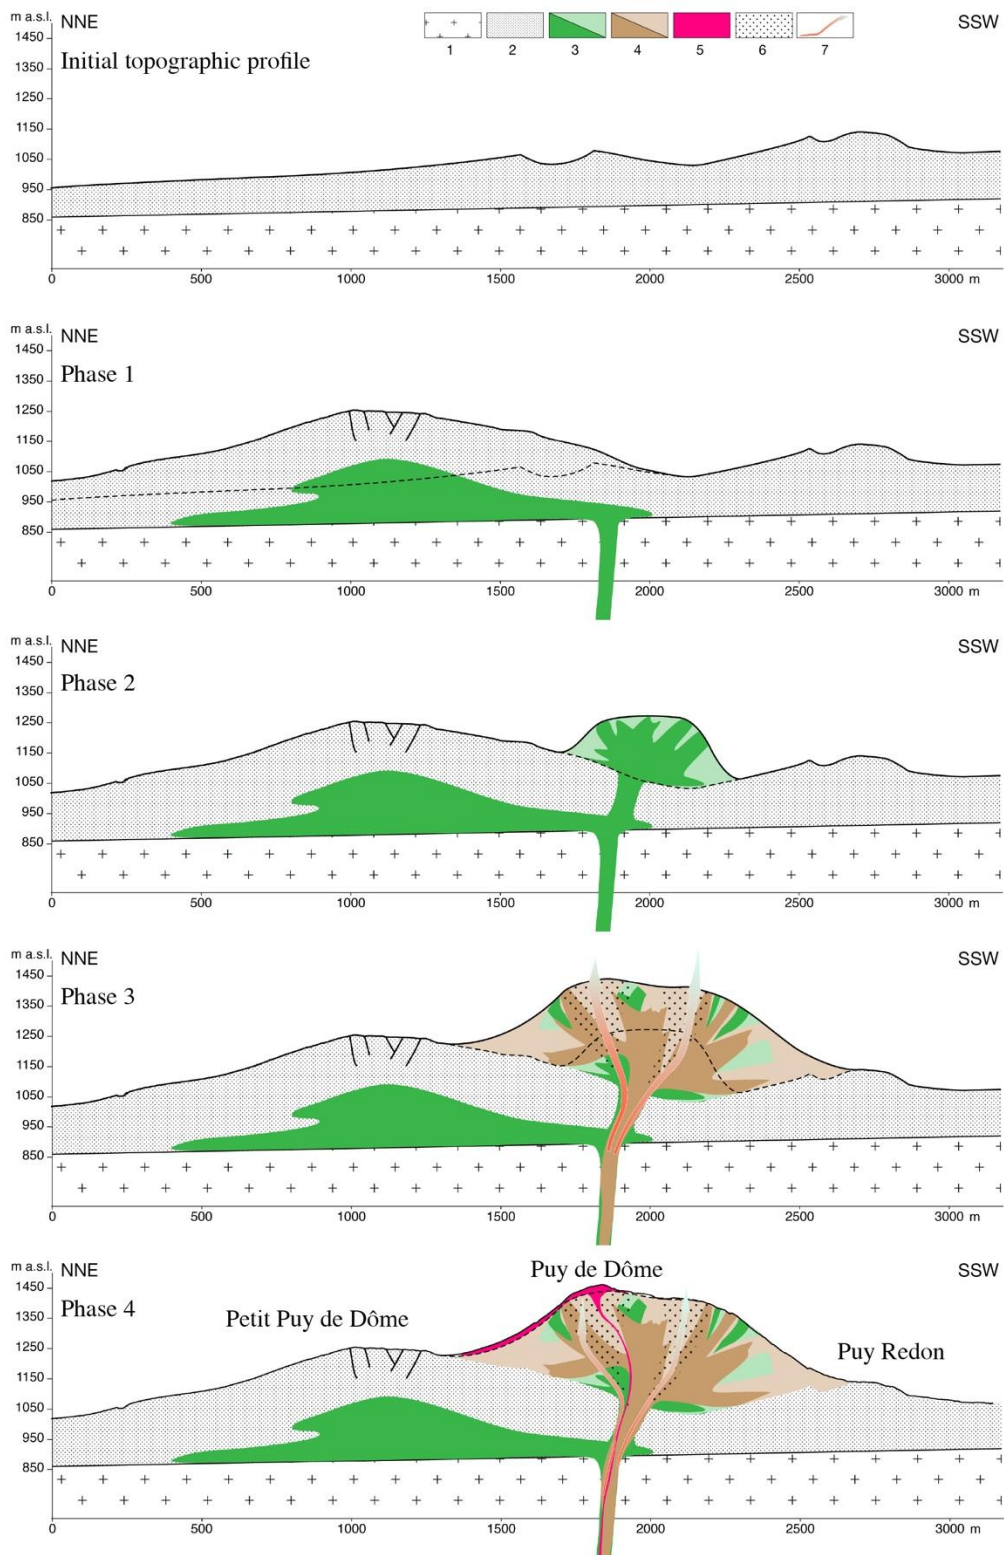 NNE SSW
1450
1 2 3 4 5 6 7
Initial topographic profile
1350
1250
1150
1050
950
850
0 500 1000 1500 2000 2500 3000 m
m a.s.l. NNE SSW
1450
Phase 1
1350
1250
1150
1050
950
850
0 500 1000 1500 2000 2500 3000 m
m a.s.l. NNE SSW
1450
Phase 2
1350
1250
1150
1050
950
850
0 500 1000 1500 2000 2500 3000 m
m a.s.l. NNE SSW
1450
Phase 3
1350
1250
1150
1050
950
850
0 500 1000 1500 2000 2500 3000 m
m a.s.l. NNE Puy de Dôme SSW
1450
Phase 4
1350
Petit Puy de Dôme
1250
Puy Redon
1150
1050
950
850
0 500 1000 1500 2000 2500 3000 m